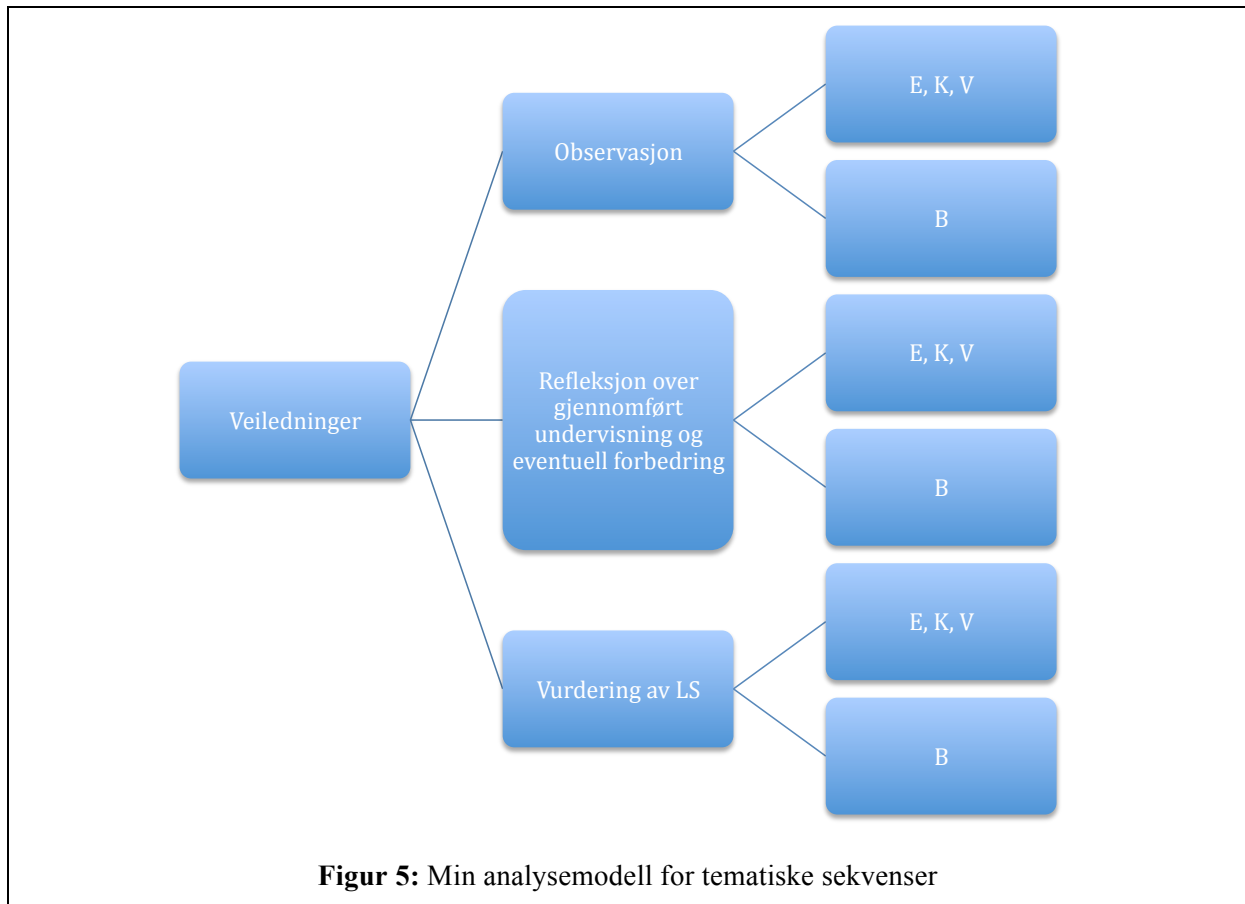 Veiledninger
Observasjon
E, K, V
B
Refleksjon over
gjennomført
undervisning og
eventuell forbedring
E, K, V
B
Vurdering av LS
E, K, V
B
Figur 5: Min analysemodell for tematiske sekvenser